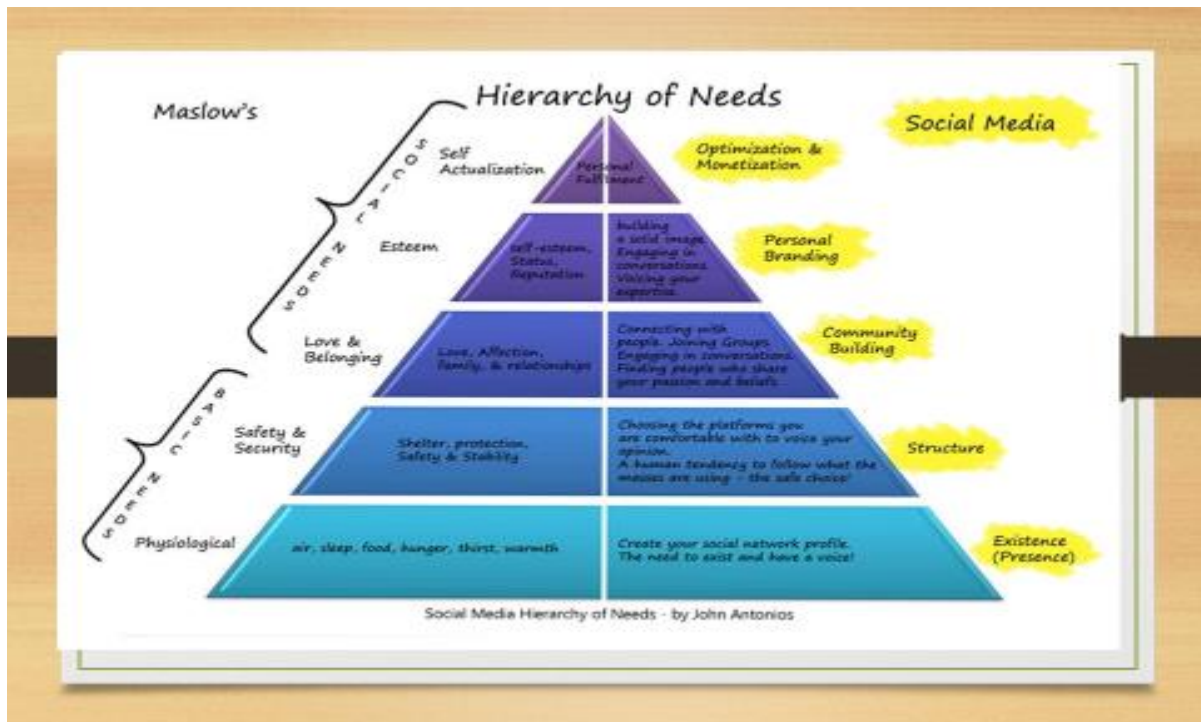 Hierarchy of Needs
Maslow's
Social Media
SOCIAL NEEDS
Self
Actualization
Personal
Fulfilment
Optimization &
Monetization
Esteem
self-esteem,
Status,
Reputation
building
a solid image.
Engaging in
conversations.
Voicing your
expertise.
Personal
Branding
Love &
Belonging
Love, Affection,
family, & relationships
Connecting with
people. Joining Groups.
Engaging in conversations.
Finding people who share
your passion and beliefs.
Community
Building
BASIC NEEDS
Safety &
Security
Shelter, protection,
Safety & Stability
Choosing the platforms you
are comfortable with to voice your
opinion.
A human tendency to follow what the
masses are using - the safe choice!
Structure
Physiological
air, sleep, food, hunger, thirst, warmth
Create your social network profile.
The need to exist and have a voice!
Existence
(Presence)
Social Media Hierarchy of Needs - by John Antonios